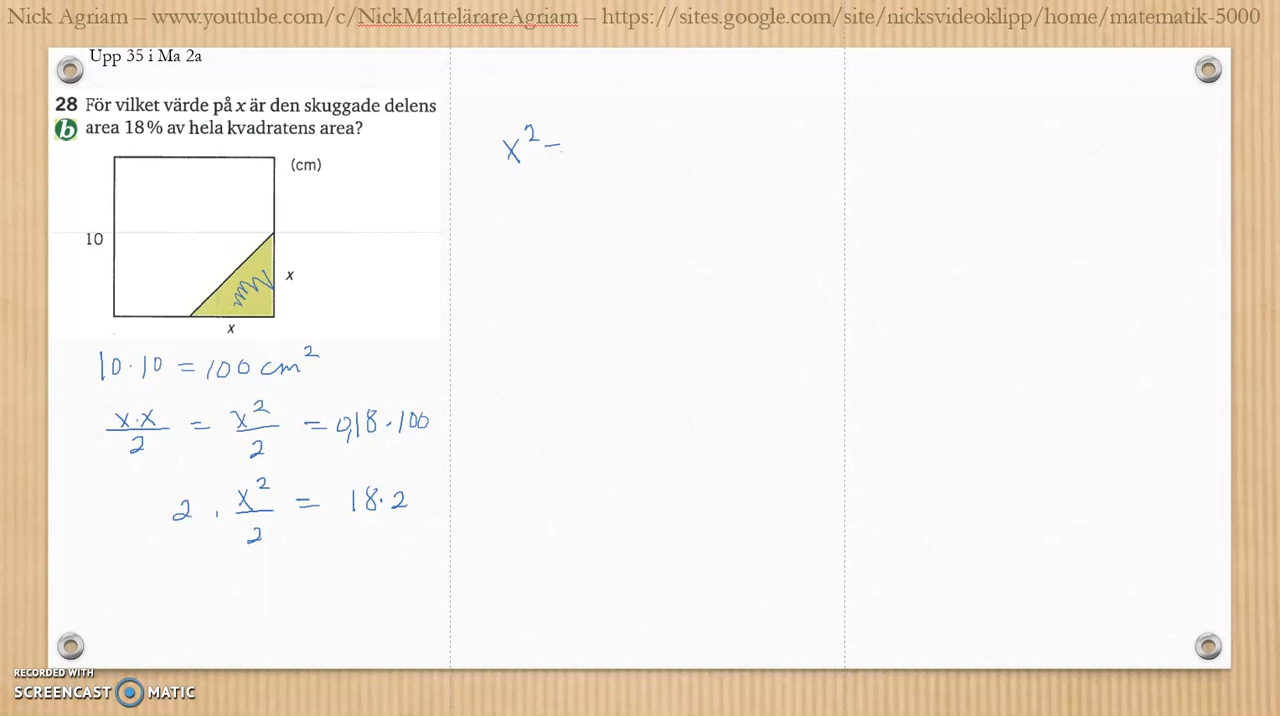 Nick Agriam – www.youtube.com/c/NickMattelärareAgriam – https://sites.google.com/site/nicksvideoklipp/home/matematik-5000
Upp 35 i Ma 2a
28 För vilket värde på x är den skuggade delens
b area 18% av hela kvadratens area?
(cm)
10
x
x
10·10 = 100 cm²
x·x/2 = x²/2 = 0,18·100
2 · x²/2 = 18·2
x² =
RECORDED WITH
SCREENCAST MATIC